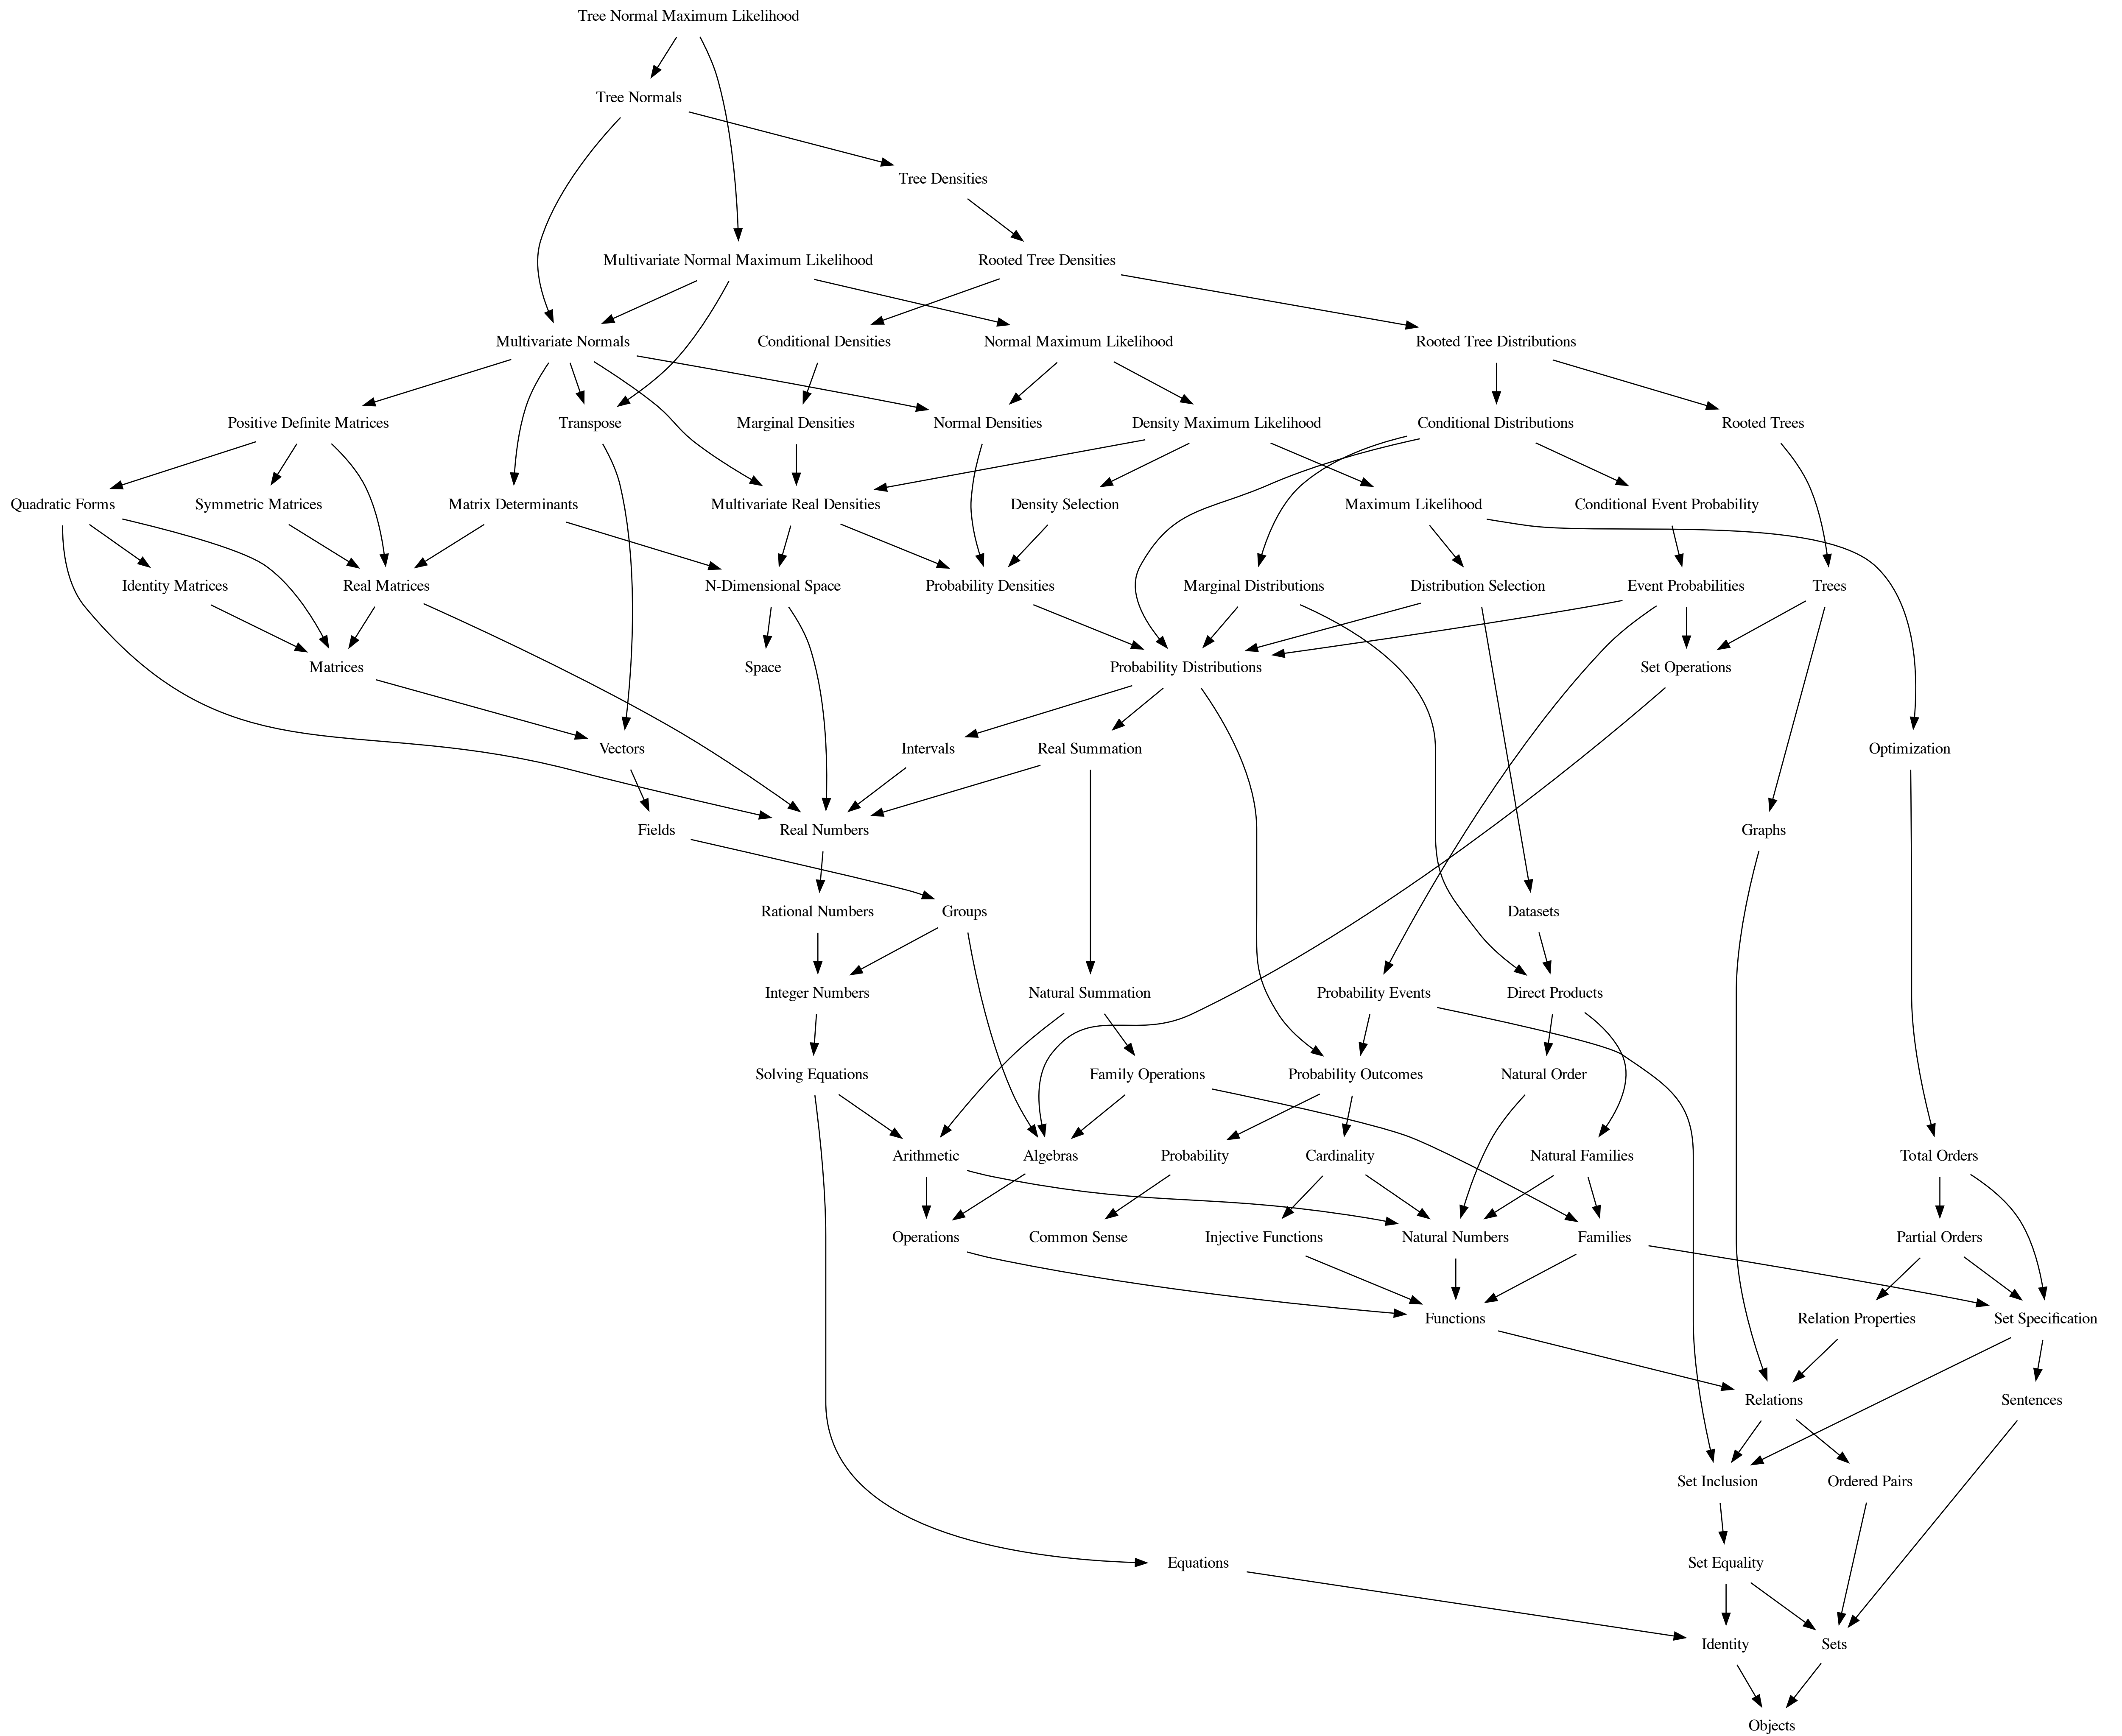 Tree Normal Maximum Likelihood
Tree Normals
Tree Densities
Multivariate Normal Maximum Likelihood
Rooted Tree Densities
Multivariate Normals
Conditional Densities
Normal Maximum Likelihood
Rooted Tree Distributions
Positive Definite Matrices
Transpose
Marginal Densities
Normal Densities
Density Maximum Likelihood
Conditional Distributions
Rooted Trees
Quadratic Forms
Symmetric Matrices
Matrix Determinants
Multivariate Real Densities
Density Selection
Maximum Likelihood
Conditional Event Probability
Identity Matrices
Real Matrices
N-Dimensional Space
Probability Densities
Marginal Distributions
Distribution Selection
Event Probabilities
Trees
Matrices
Space
Probability Distributions
Set Operations
Vectors
Intervals
Real Summation
Optimization
Fields
Real Numbers
Graphs
Rational Numbers
Groups
Datasets
Integer Numbers
Natural Summation
Probability Events
Direct Products
Solving Equations
Family Operations
Probability Outcomes
Natural Order
Arithmetic
Algebras
Probability
Cardinality
Natural Families
Total Orders
Operations
Common Sense
Injective Functions
Natural Numbers
Families
Partial Orders
Functions
Relation Properties
Set Specification
Relations
Sentences
Set Inclusion
Ordered Pairs
Equations
Set Equality
Identity
Sets
Objects